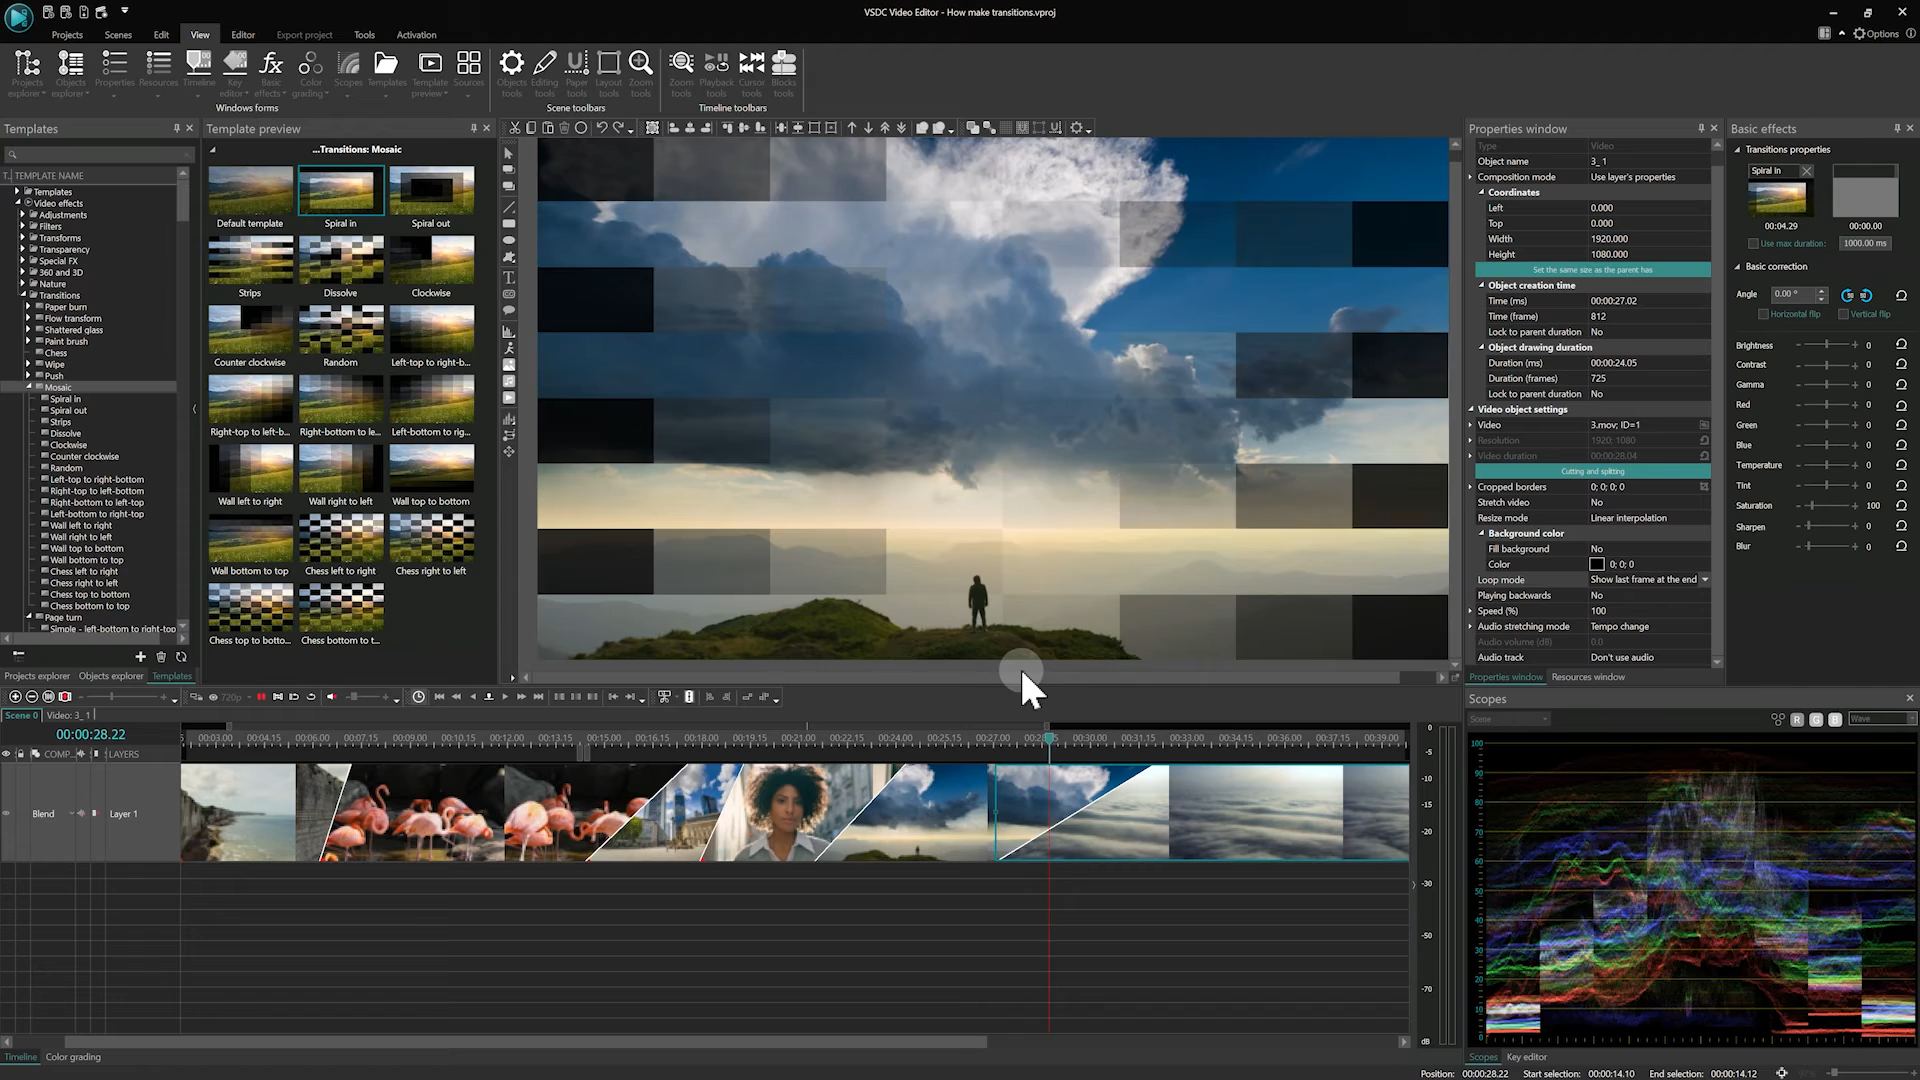 VSDC Video Editor - How make transitions.vproj
Projects Scenes Edit View Editor Export project Tools Activation
Options
Projects explorer
Objects explorer
Properties
Resources
Timeline
Key editor
Basic effects
Color grading
Scopes
Templates
Template preview
Sources
Objects tools
Editing tools
Paper tools
Layout tools
Zoom tools
Zoom tools
Playback tools
Cursor tools
Blocks tools
Windows forms
Scene toolbars
Timeline toolbars
Templates
T... TEMPLATE NAME
Templates
Video effects
Adjustments
Filters
Transforms
Transparency
Special FX
360 and 3D
Nature
Transitions
Paper burn
Flow transform
Shattered glass
Paint brush
Chess
Wipe
Push
Mosaic
Spiral in
Spiral out
Strips
Dissolve
Clockwise
Counter clockwise
Random
Left-top to right-bottom
Right-top to left-bottom
Right-bottom to left-top
Left-bottom to right-top
Wall left to right
Wall right to left
Wall top to bottom
Wall bottom to top
Chess left to right
Chess right to left
Chess top to bottom
Chess bottom to top
Page turn
Simple - left-bottom to right-top
Projects explorer Objects explorer Templates
Template preview
...Transitions: Mosaic
Default template Spiral in Spiral out
Strips Dissolve Clockwise
Counter clockwise Random Left-top to right-b...
Right-top to left-b... Right-bottom to le... Left-bottom to rig...
Wall left to right Wall right to left Wall top to bottom
Wall bottom to top Chess left to right Chess right to left
Chess top to botto... Chess bottom to t...
Properties window
Type Video
Object name 3_ 1
Composition mode Use layer's properties
Coordinates
Left 0.000
Top 0.000
Width 1920.000
Height 1080.000
Set the same size as the parent has
Object creation time
Time (ms) 00:00:27.02
Time (frame) 812
Lock to parent duration No
Object drawing duration
Duration (ms) 00:00:24.05
Duration (frames) 725
Lock to parent duration No
Video object settings
Video 3.mov; ID=1
Resolution 1920; 1080
Video duration 00:00:28.04
Cutting and splitting
Cropped borders 0; 0; 0; 0
Stretch video No
Resize mode Linear interpolation
Background color
Fill background No
Color 0; 0; 0
Loop mode Show last frame at the end
Playing backwards No
Speed (%) 100
Audio stretching mode Tempo change
Audio volume (dB) 0.0
Audio track Don't use audio
Properties window Resources window
Basic effects
Transitions properties
Spiral in
00:04.29 00:00.00
Use max duration: 1000.00 ms
Basic correction
Angle 0.00 °
Horizontal flip Vertical flip
Brightness 0
Contrast 0
Gamma 0
Red 0
Green 0
Blue 0
Temperature 0
Tint 0
Saturation 100
Sharpen 0
Blur 0
720p
Scene 0 Video: 3_ 1
00:00:28.22
00:03.00 00:04.15 00:06.00 00:07.15 00:09.00 00:10.15 00:12.00 00:13.15 00:15.00 00:16.15 00:18.00 00:19.15 00:21.00 00:22.15 00:24.00 00:25.15 00:27.00 00:30.00 00:31.15 00:33.00 00:34.15 00:36.00 00:37.15 00:39.00
COMP... LAYERS
Blend Layer 1
0
-5
-10
-15
-20
-30
-50
-70
dB
Timeline Color grading
Scopes
Scene
R G B Wave
100
90
80
70
60
50
40
30
20
10
0
Scopes Key editor
Position: 00:00:28.22 Start selection: 00:00:14.10 End selection: 00:00:14.12